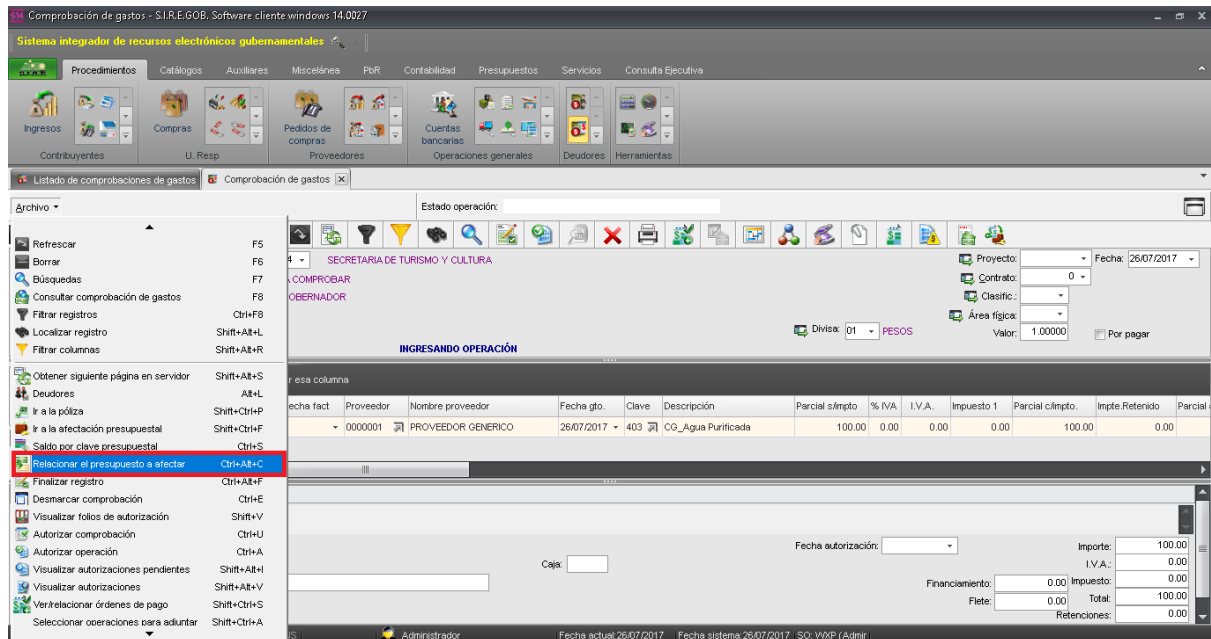 Comprobación de gastos - S.I.R.E.GOB. Software cliente windows 14.0027
Sistema integrador de recursos electrónicos gubernamentales
Procedimientos Catálogos Auxiliares Miscelánea PbR Contabilidad Presupuestos Servicios Consulta Ejecutiva
Ingresos Compras Pedidos de compras Cuentas bancarias
Contribuyentes U. Resp Proveedores Operaciones generales Deudores Herramientas
Listado de comprobaciones de gastos Comprobación de gastos
Archivo Estado operación:
Refrescar F5
Borrar F6
Búsquedas F7
Consultar comprobación de gastos F8
Filtrar registros Ctrl+F8
Localizar registro Shift+Alt+L
Filtrar columnas Shift+Alt+R
Obtener siguiente página en servidor Shift+Alt+S
Deudores Alt+L
Ir a la póliza Shift+Ctrl+P
Ir a la afectación presupuestal Shift+Ctrl+F
Saldo por clave presupuestal Ctrl+S
Relacionar el presupuesto a afectar Ctrl+Alt+C
Finalizar registro Ctrl+Alt+F
Desmarcar comprobación Ctrl+E
Visualizar folios de autorización Shift+V
Autorizar comprobación Ctrl+U
Autorizar operación Ctrl+A
Visualizar autorizaciones pendientes Shift+Alt+I
Visualizar autorizaciones Shift+Alt+V
Ver/relacionar órdenes de pago Shift+Ctrl+S
Seleccionar operaciones para adjuntar Shift+Ctrl+A
4 SECRETARIA DE TURISMO Y CULTURA Proyecto: Fecha: 26/07/2017
COMPROBAR Contrato: 0
OBERNADOR Clasific.:
Área física:
Divisa: 01 PESOS Valor: 1.00000 Por pagar
INGRESANDO OPERACIÓN
r esa columna
echa fact Proveedor Nombre proveedor Fecha gto. Clave Descripción Parcial s/impto % IVA I.V.A. Impuesto 1 Parcial c/impto. Impte.Retenido Parcial
0000001 PROVEEDOR GENERICO 26/07/2017 403 CG_Agua Purificada 100.00 0.00 0.00 0.00 100.00 0.00
Fecha autorización: Importe: 100.00
Caja: I.V.A.: 0.00
Financiamiento: 0.00 Impuesto: 0.00
Flete: 0.00 Total: 100.00
Retenciones: 0.00
Administrador Fecha actual:26/07/2017 Fecha sistema:26/07/2017 SO: WXP (Admir